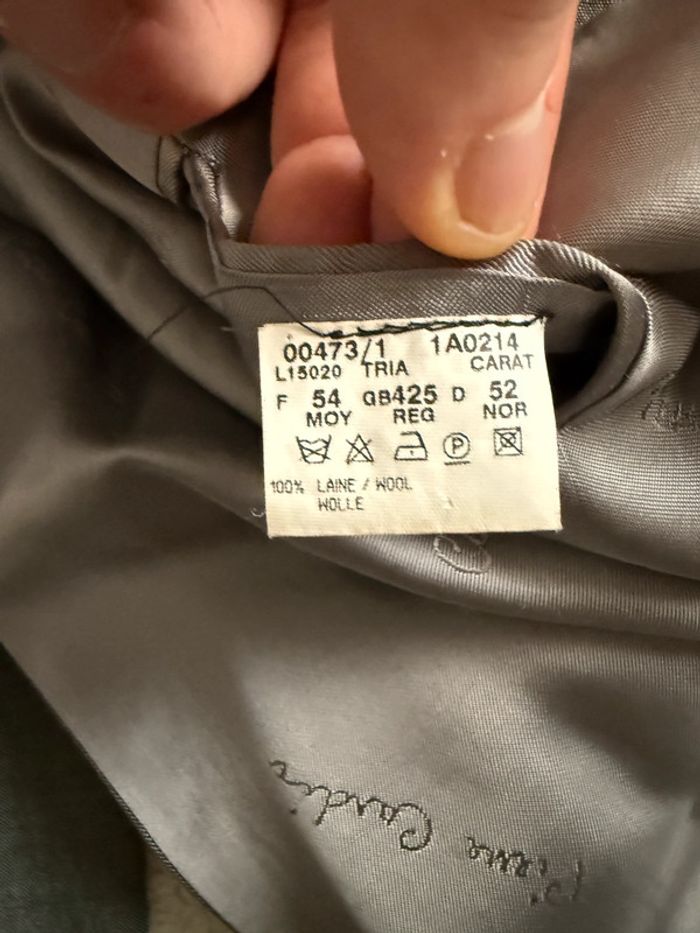 00473/1 1A0214
L15020 TRIA CARAT
F 54 GB425 D 52
MOY REG NOR
P
100% LAINE / WOOL
WOLLE
Pierre Cardin